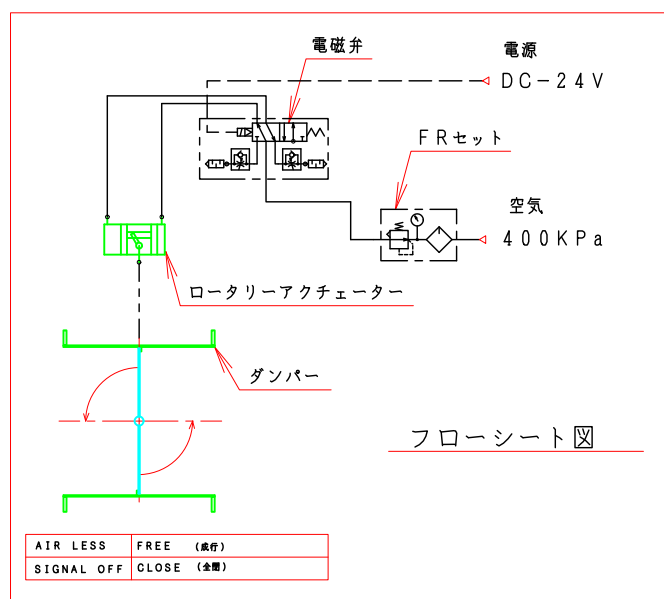 電磁弁
電源
DC-24V
FRセット
空気
400KPa
ロータリーアクチェーター
ダンパー
フローシート図
AIR LESS FREE (成行)
SIGNAL OFF CLOSE (全閉)